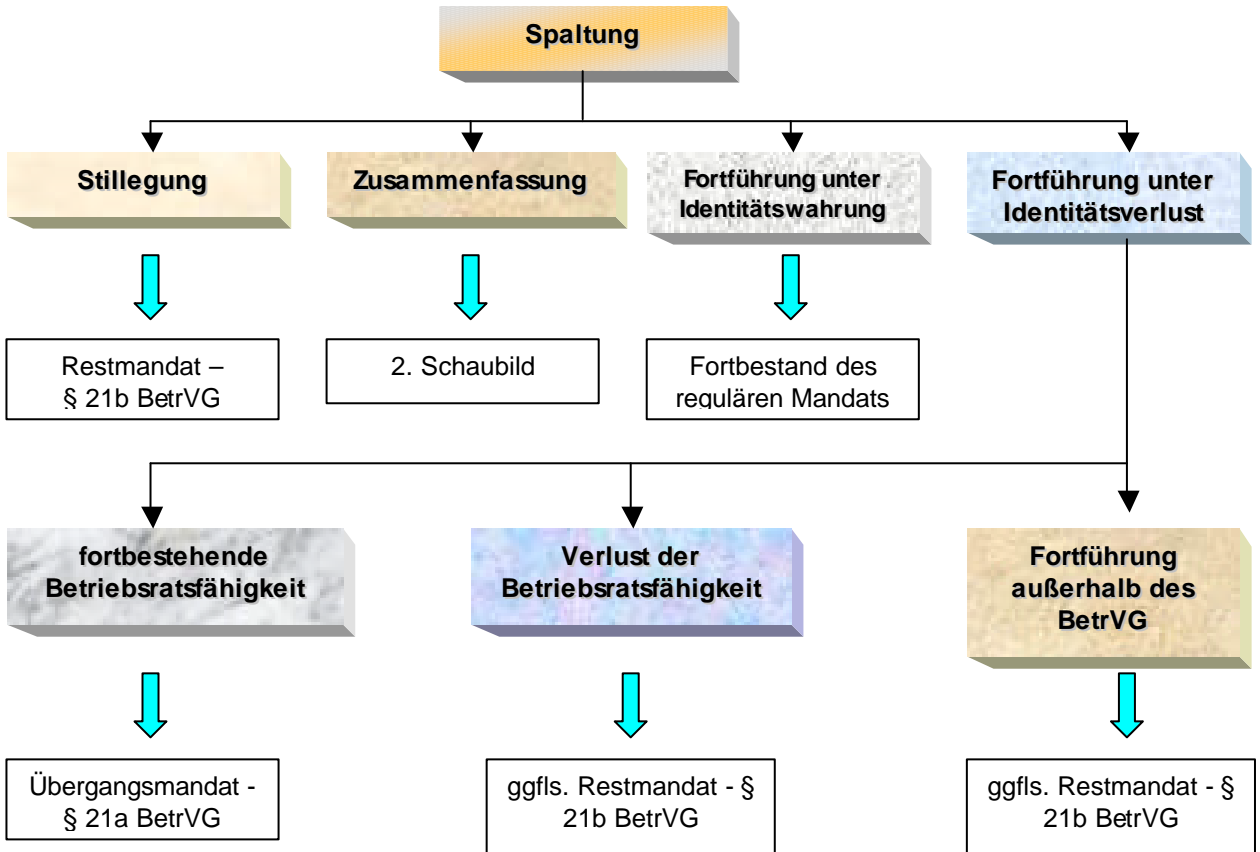 Spaltung
Stillegung
Zusammenfassung
Fortführung unter
Identitätswahrung
Fortführung unter
Identitätsverlust
Restmandat –
§ 21b BetrVG
2. Schaubild
Fortbestand des
regulären Mandats
fortbestehende
Betriebsratsfähigkeit
Verlust der
Betriebsratsfähigkeit
Fortführung
außerhalb des
BetrVG
Übergangsmandat -
§ 21a BetrVG
ggfls. Restmandat - §
21b BetrVG
ggfls. Restmandat - §
21b BetrVG